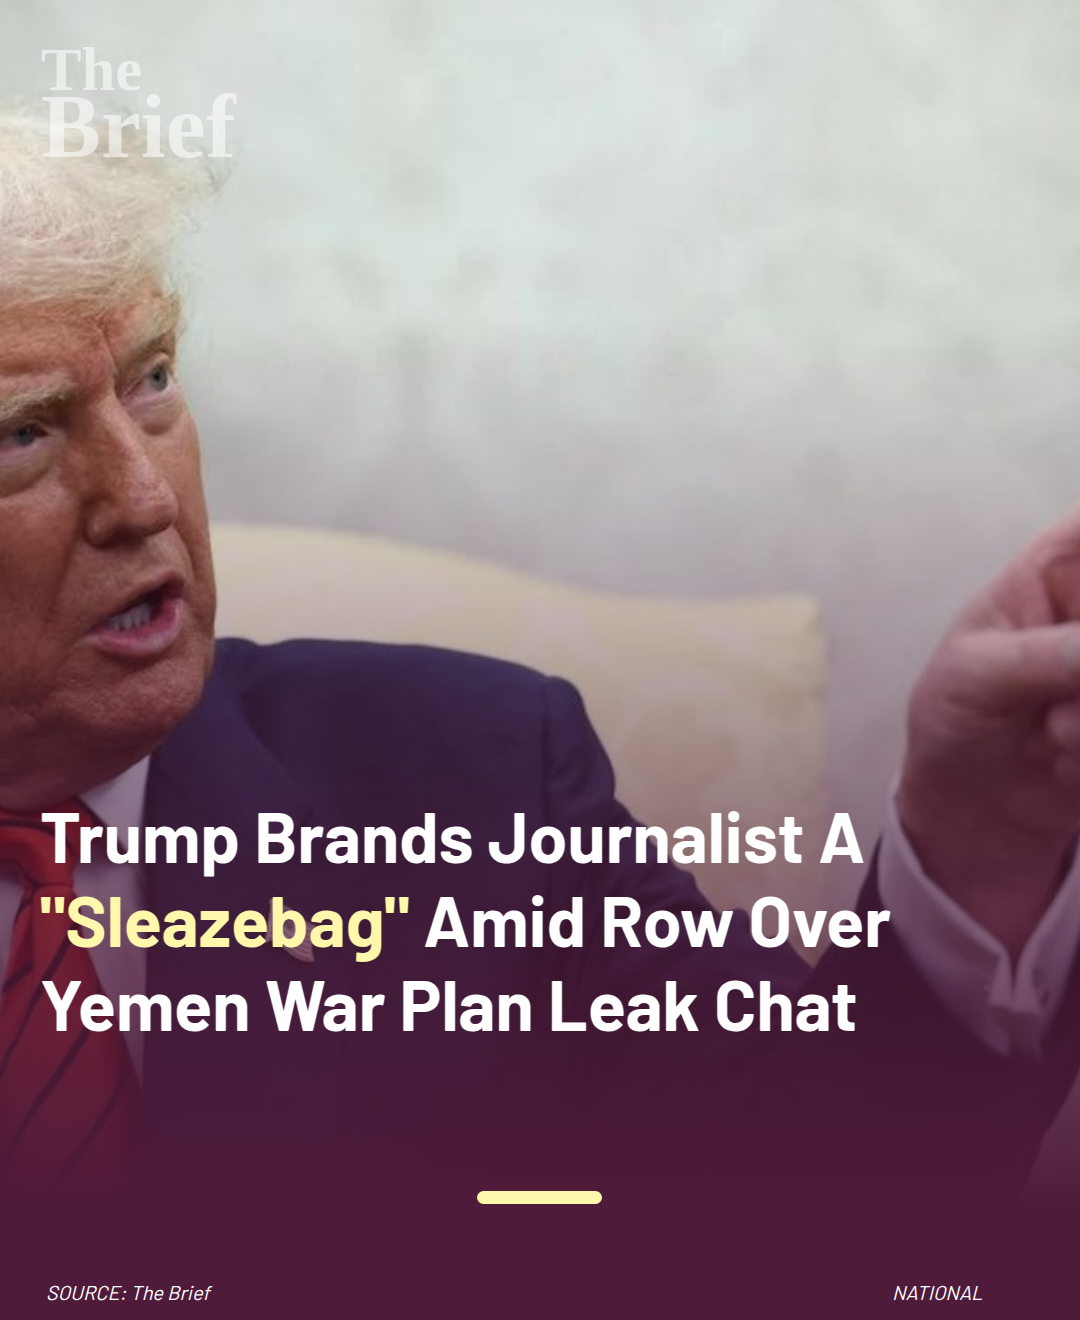 The
Brief
Trump Brands Journalist A
"Sleazebag" Amid Row Over
Yemen War Plan Leak Chat
SOURCE: The Brief
NATIONAL